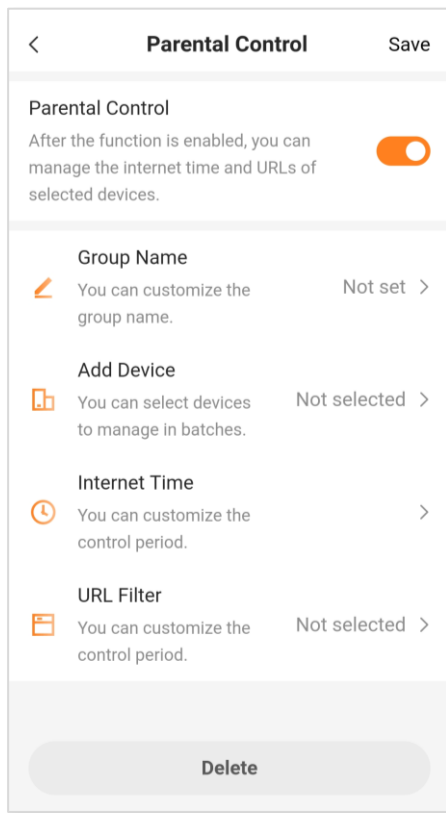 Parental Control
Save
Parental Control
After the function is enabled, you can
manage the internet time and URLs of
selected devices.
Group Name
You can customize the
group name.
Not set
Add Device
You can select devices
to manage in batches.
Not selected
Internet Time
You can customize the
control period.
URL Filter
You can customize the
control period.
Not selected
Delete